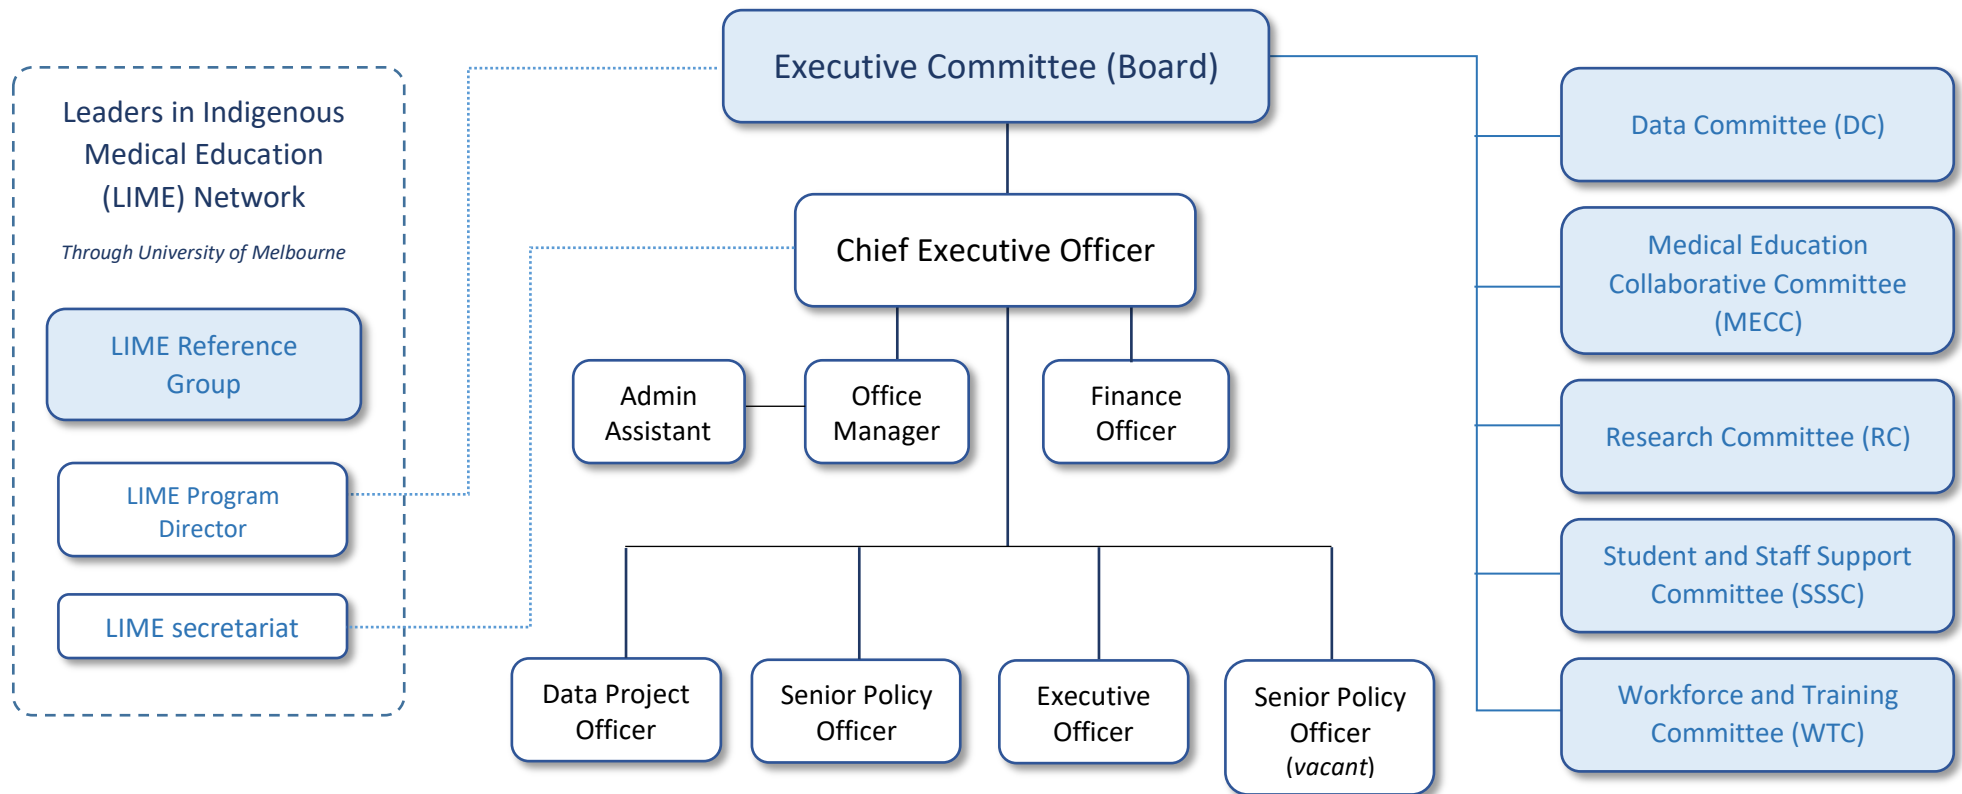 Executive Committee (Board)
Leaders in Indigenous
Medical Education
(LIME) Network
Through University of Melbourne
LIME Reference
Group
LIME Program
Director
LIME secretariat
Chief Executive Officer
Admin
Assistant
Office
Manager
Finance
Officer
Data Project
Officer
Senior Policy
Officer
Executive
Officer
Senior Policy
Officer
(vacant)
Data Committee (DC)
Medical Education
Collaborative Committee
(MECC)
Research Committee (RC)
Student and Staff Support
Committee (SSSC)
Workforce and Training
Committee (WTC)